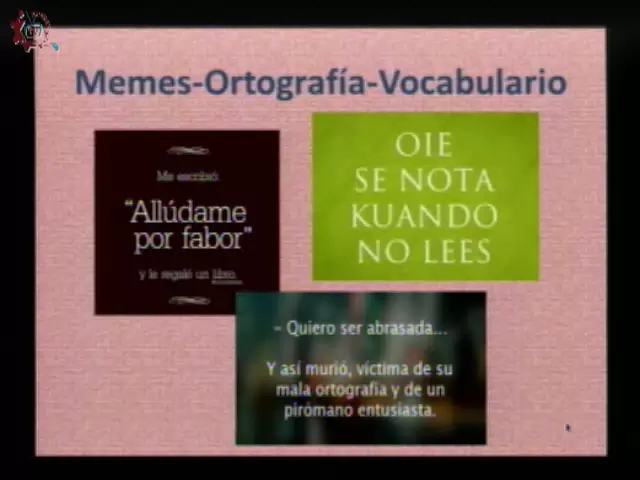 Memes-Ortografía-Vocabulario
Me escribió:
“Allúdame
por fabor”
y le regalé un libro.
OIE
SE NOTA
KUANDO
NO LEES
- Quiero ser abrasada...
Y así murió, víctima de su
mala ortografía y de un
pirómano entusiasta.